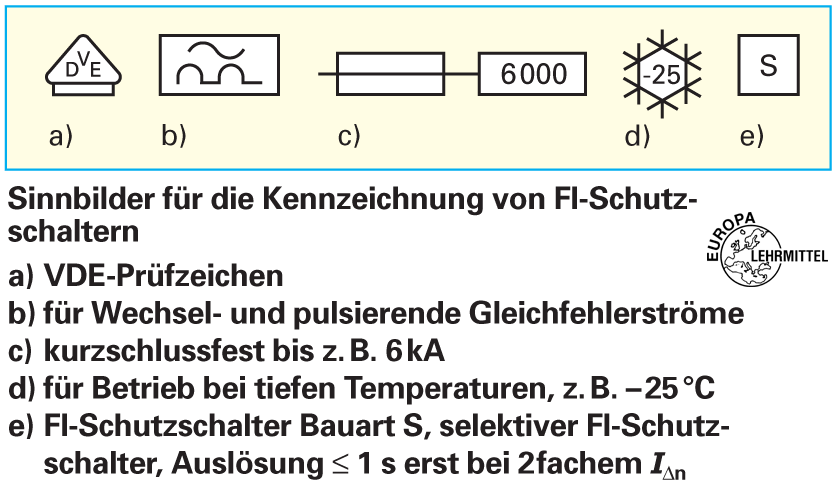 DVE
6000
-25
S
a)
b)
c)
d)
e)
Sinnbilder für die Kennzeichnung von FI-Schutz-
schaltern
EUROPA
LEHRMITTEL
a) VDE-Prüfzeichen
b) für Wechsel- und pulsierende Gleichfehlerströme
c) kurzschlussfest bis z. B. 6 kA
d) für Betrieb bei tiefen Temperaturen, z. B. –25 °C
e) FI-Schutzschalter Bauart S, selektiver FI-Schutz-
schalter, Auslösung ≤ 1 s erst bei 2fachem IΔn